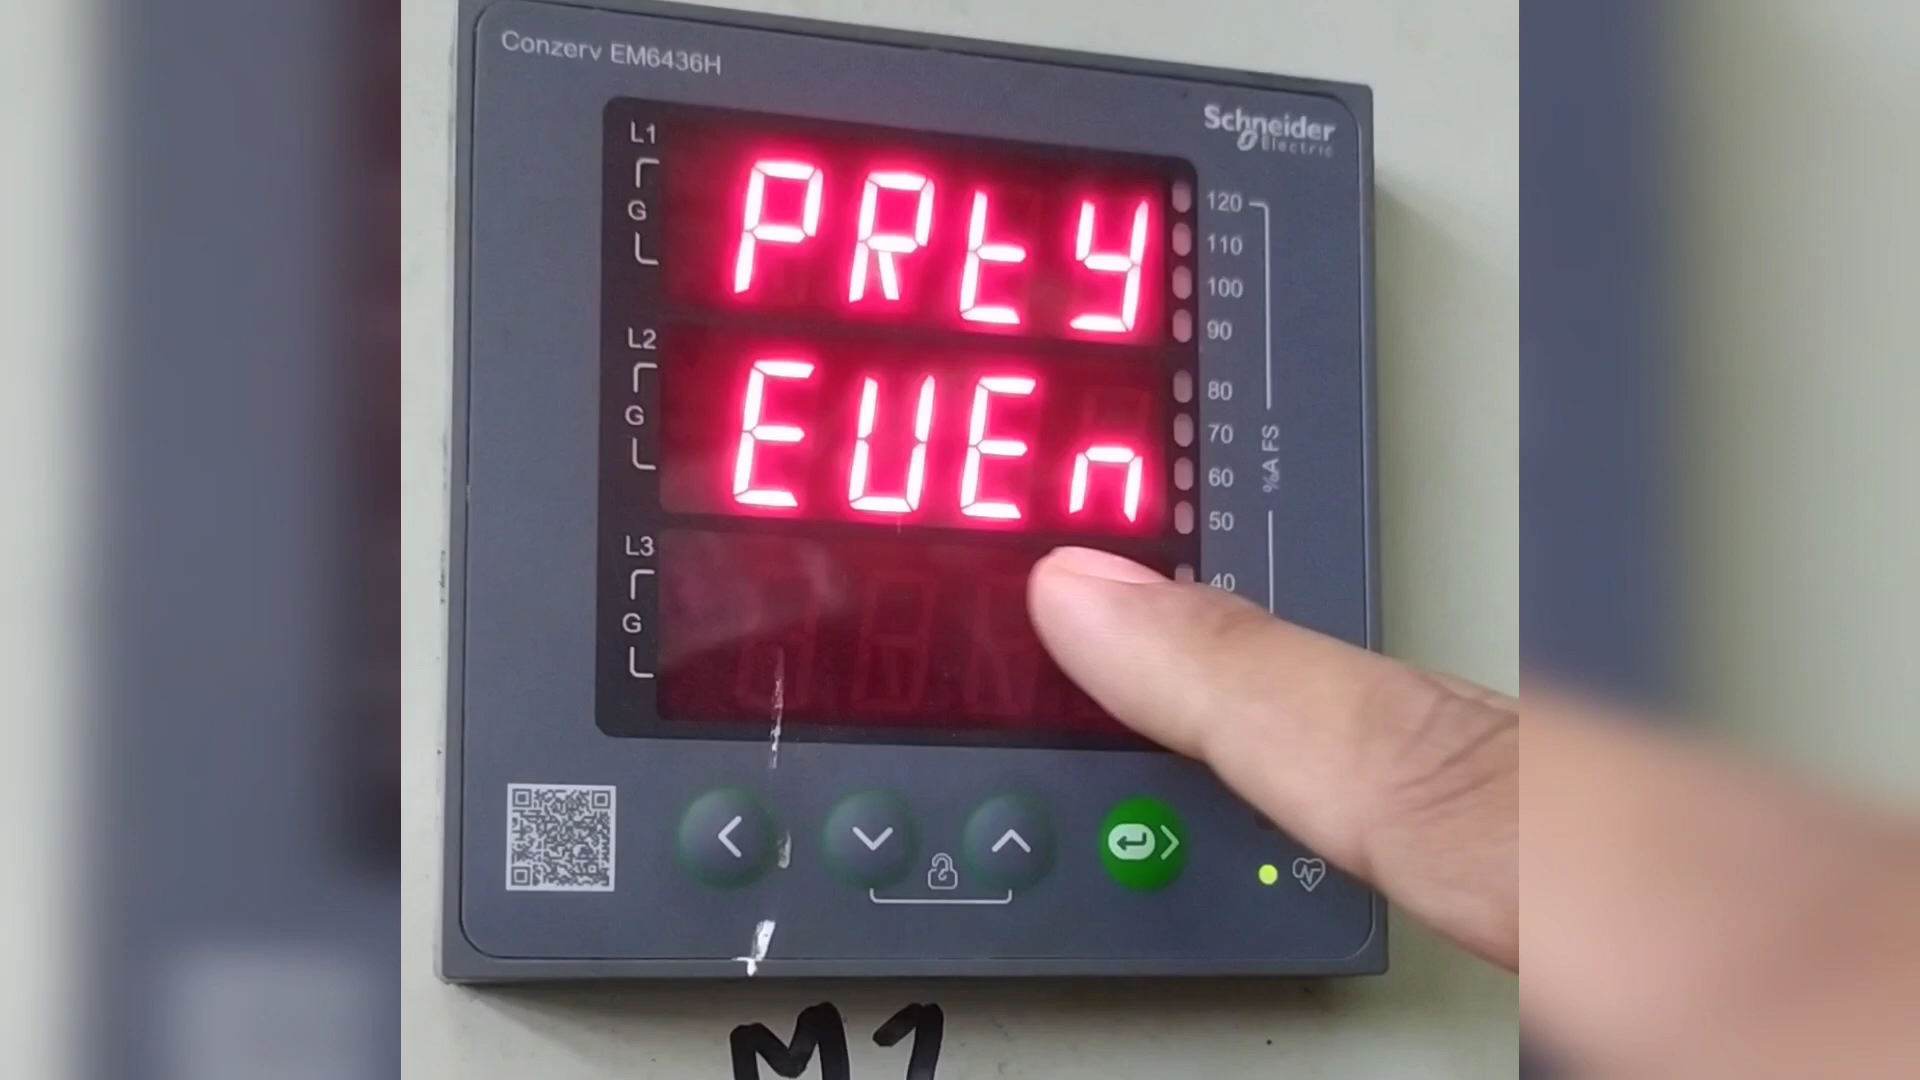 Conzerv EM6436H
Schneider
Electric
L1
G
PRtY
120
110
100
90
L2
G
EVEn
80
70
60
50
%A FS
L3
G
40
M1